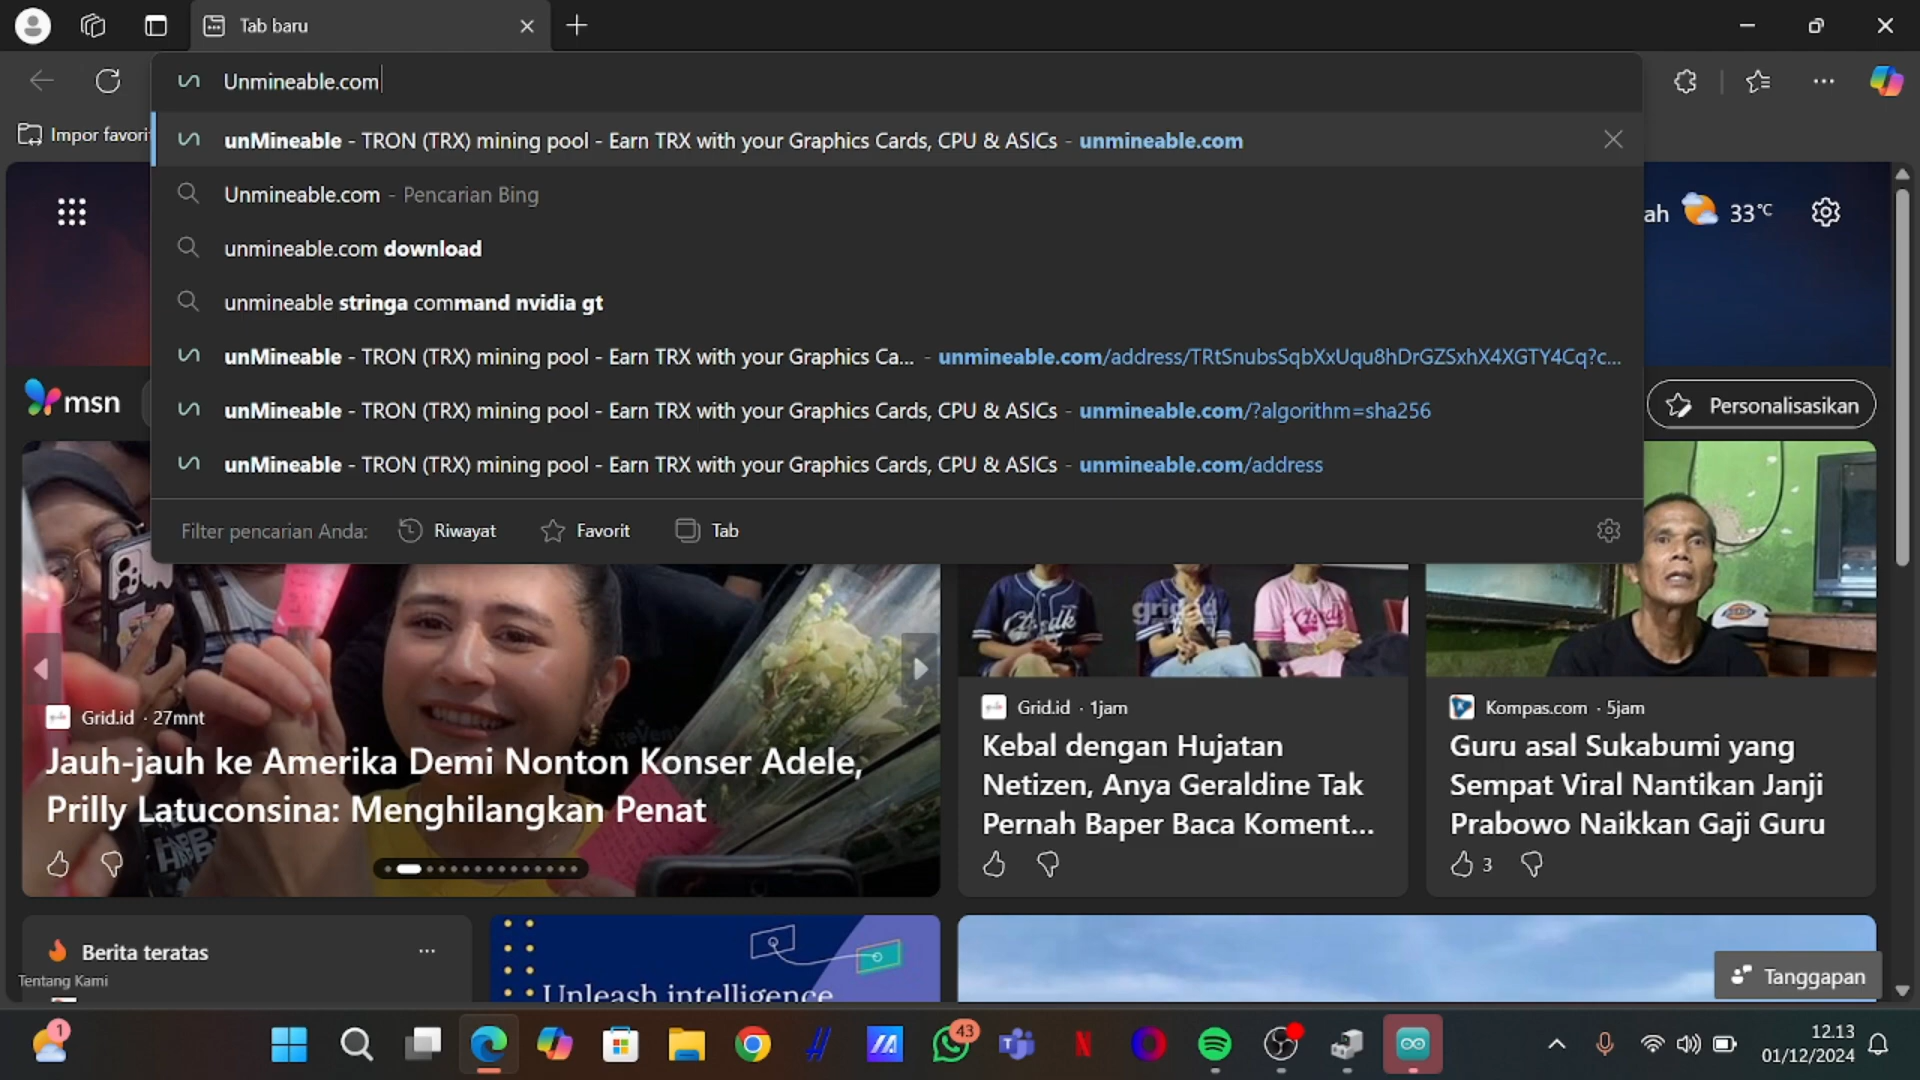 Tab baru
Unmineable.com
Impor favori
unMineable - TRON (TRX) mining pool - Earn TRX with your Graphics Cards, CPU & ASICs - unmineable.com
Unmineable.com - Pencarian Bing
unmineable.com download
unmineable stringa command nvidia gt
unMineable - TRON (TRX) mining pool - Earn TRX with your Graphics Ca... - unmineable.com/address/TRtSnubsSqbXxUqu8hDrGZSxhX4XGTY4Cq?c...
unMineable - TRON (TRX) mining pool - Earn TRX with your Graphics Cards, CPU & ASICs - unmineable.com/?algorithm=sha256
unMineable - TRON (TRX) mining pool - Earn TRX with your Graphics Cards, CPU & ASICs - unmineable.com/address
Filter pencarian Anda: Riwayat Favorit Tab
ah 33°C
msn
Personalisasikan
Grid.id · 27mnt
Jauh-jauh ke Amerika Demi Nonton Konser Adele,
Prilly Latuconsina: Menghilangkan Penat
Grid.id · 1jam
Kebal dengan Hujatan
Netizen, Anya Geraldine Tak
Pernah Baper Baca Koment...
Kompas.com · 5jam
Guru asal Sukabumi yang
Sempat Viral Nantikan Janji
Prabowo Naikkan Gaji Guru
3
Berita teratas
Tentang Kami
Unleash intelligence
Tanggapan
1
43
12.13
01/12/2024